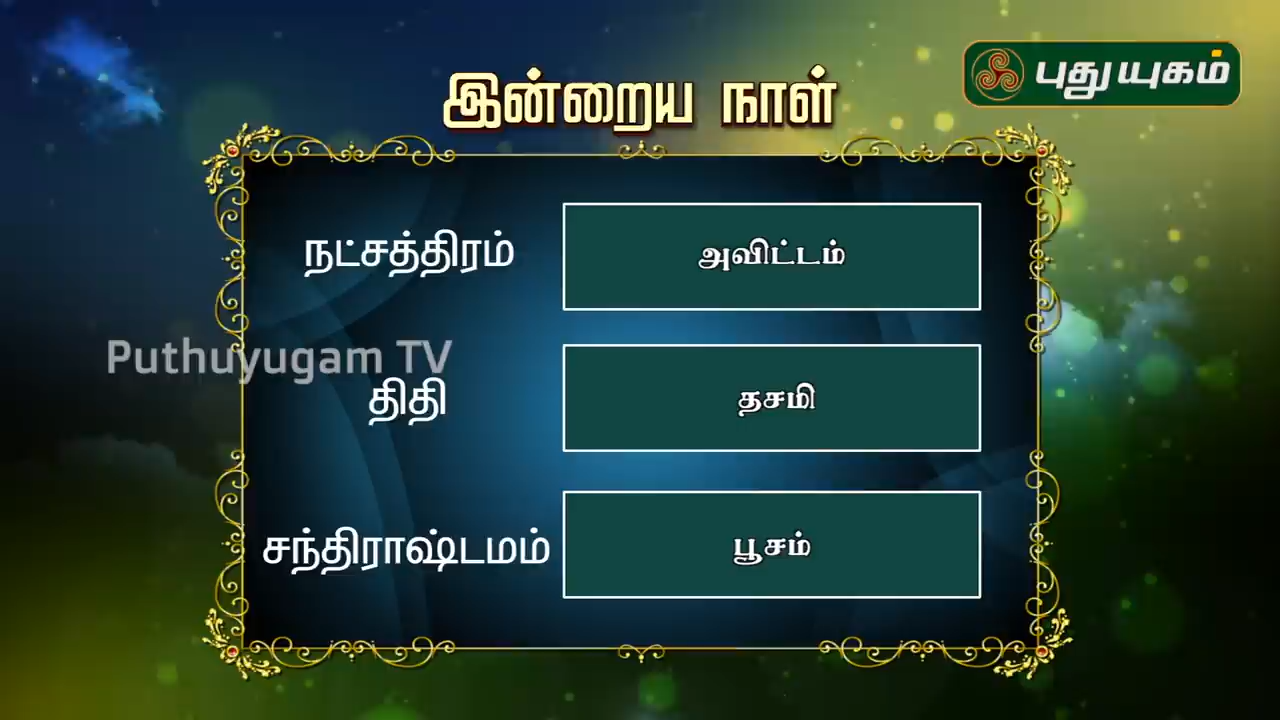 இன்றைய நாள்
புதுயுகம்
நட்சத்திரம்
அவிட்டம்
Puthuyugam TV
திதி
தசமி
சந்திராஷ்டமம்
பூசம்